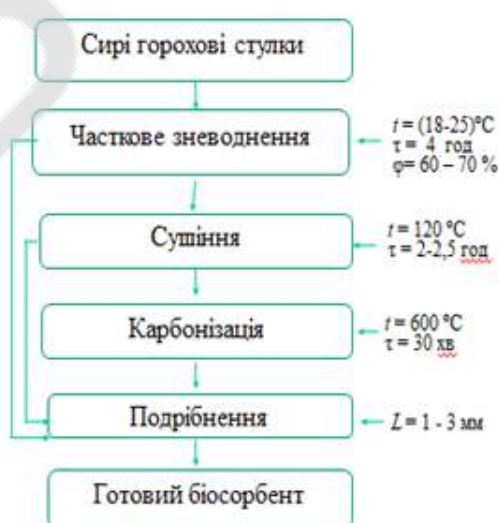 Сирі горохові стулки
Часткове зневоднення
t = (18-25)°C
τ = 4 год
φ= 60 – 70 %
Сушіння
t = 120 °C
τ = 2-2,5 год
Карбонізація
t = 600 °C
τ = 30 хв
Подрібнення
L = 1 - 3 мм
Готовий біосорбент